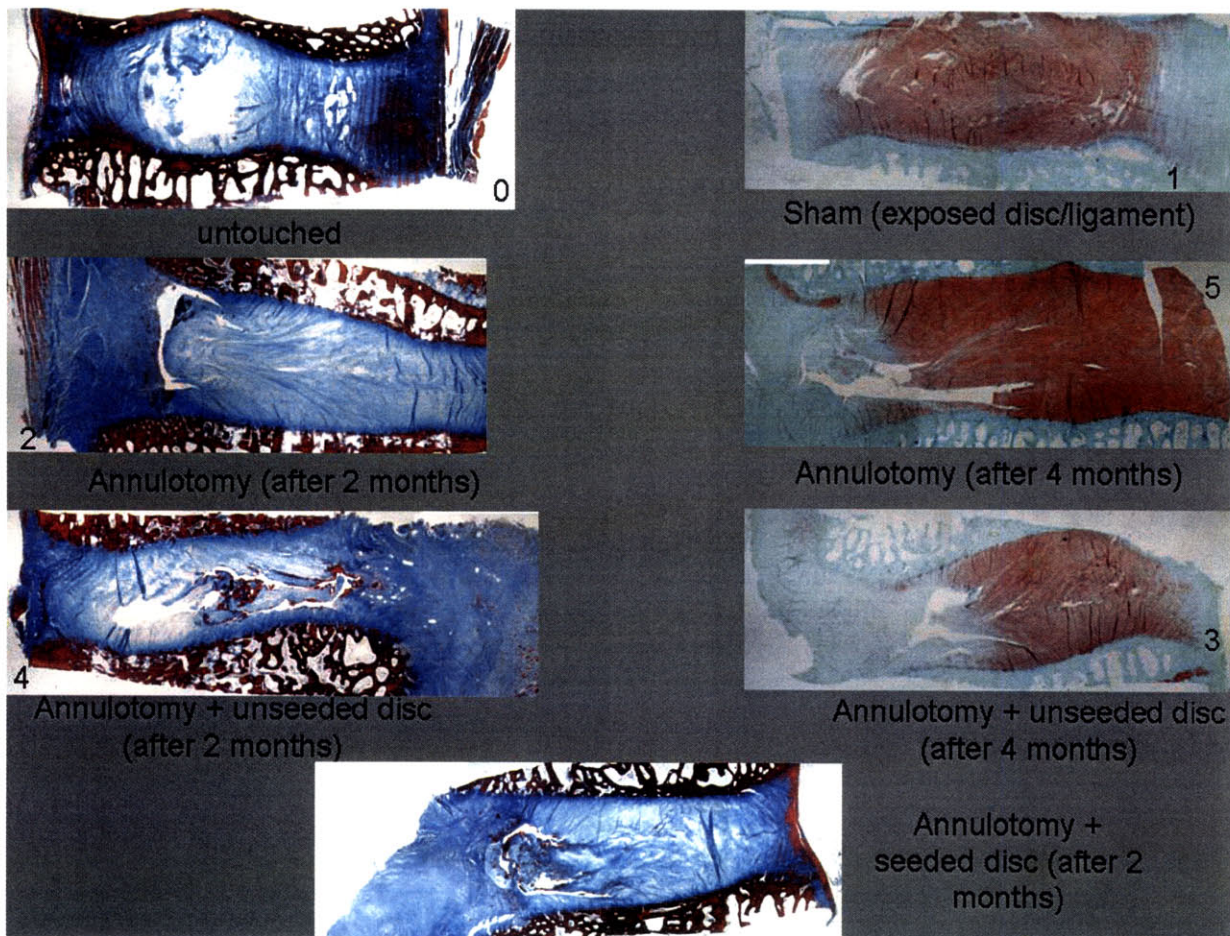 0
1
untouched
Sham (exposed disc/ligament)
2
5
Annulotomy (after 2 months)
Annulotomy (after 4 months)
4
3
Annulotomy + unseeded disc
(after 2 months)
Annulotomy + unseeded disc
(after 4 months)
Annulotomy +
seeded disc (after 2
months)